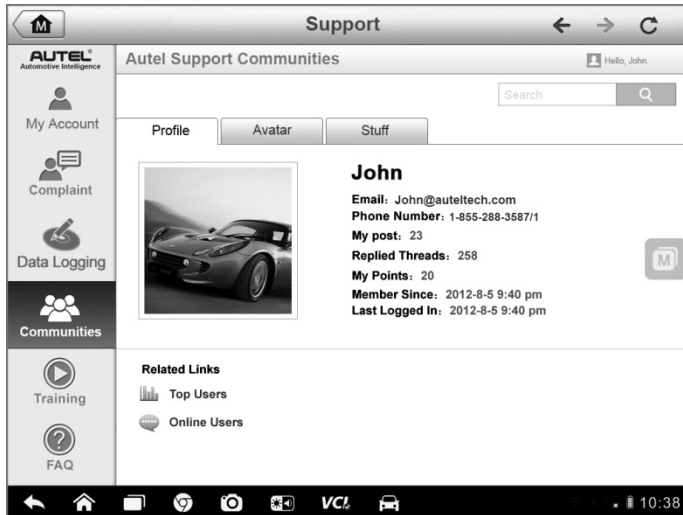 M
Support
AUTEL®
Automotive Intelligence
Autel Support Communities
Hello, John
Search
My Account
Profile
Avatar
Stuff
Complaint
John
Email: John@auteltech.com
Phone Number: 1-855-288-3587/1
My post: 23
Replied Threads: 258
My Points: 20
Member Since: 2012-8-5 9:40 pm
Last Logged In: 2012-8-5 9:40 pm
Data Logging
M
Communities
Related Links
Top Users
Online Users
Training
?
FAQ
VCI
10:38